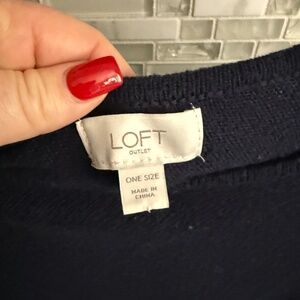 LOFT
OUTLET
ONE SIZE
MADE IN
CHINA